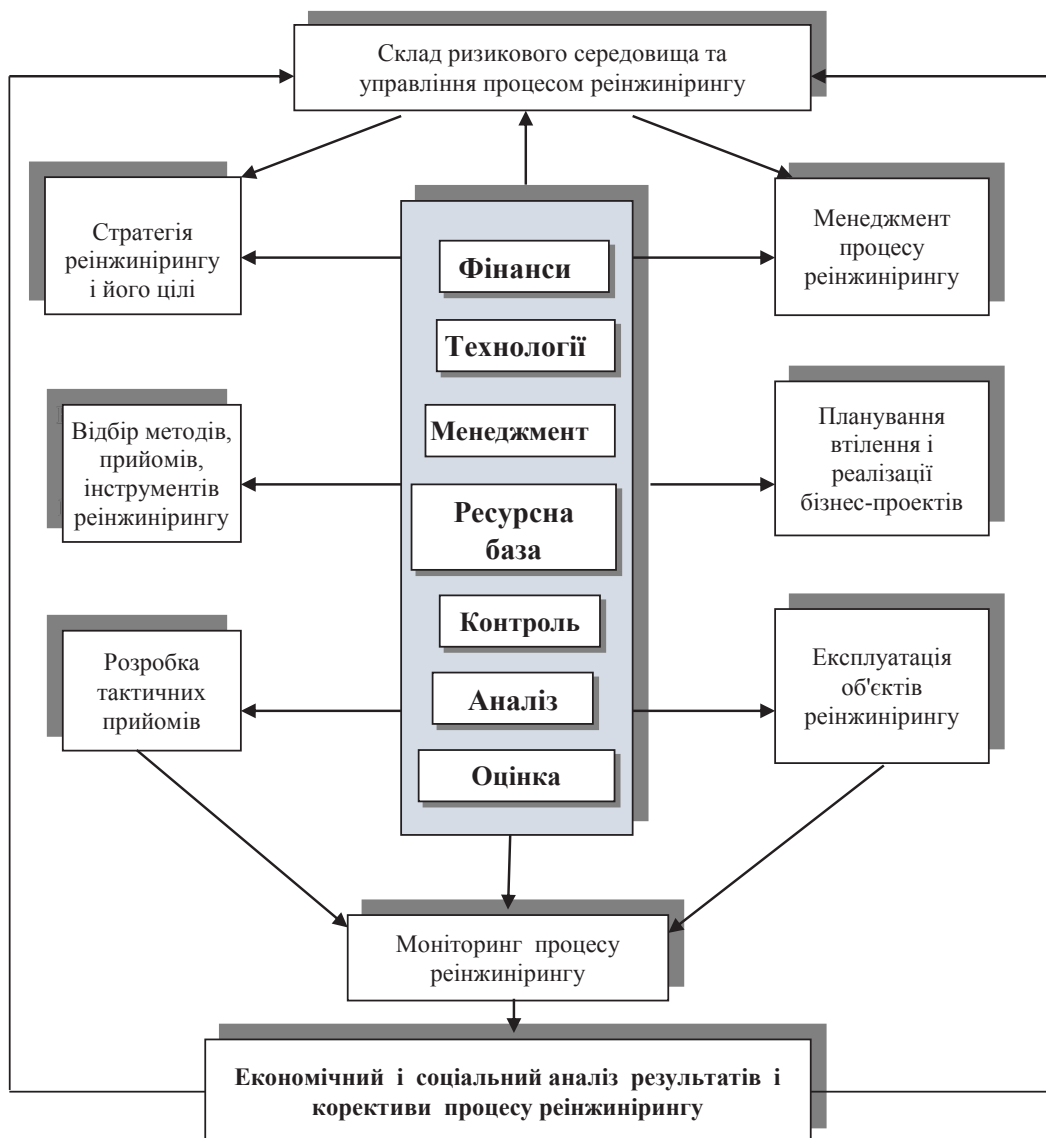 Склад ризикового середовища та
управління процесом реінжинірингу
Стратегія
реінжинірингу
і його цілі
Фінанси
Менеджмент
процесу
реінжинірингу
Технології
Відбір методів,
прийомів,
інструментів
реінжинірингу
Менеджмент
Ресурсна
база
Планування
втілення і
реалізації
бізнес-проектів
Контроль
Розробка
тактичних
прийомів
Аналіз
Експлуатація
об'єктів
реінжинірингу
Оцінка
Моніторинг процесу
реінжинірингу
Економічний і соціальний аналіз результатів і
корективи процесу реінжинірингу